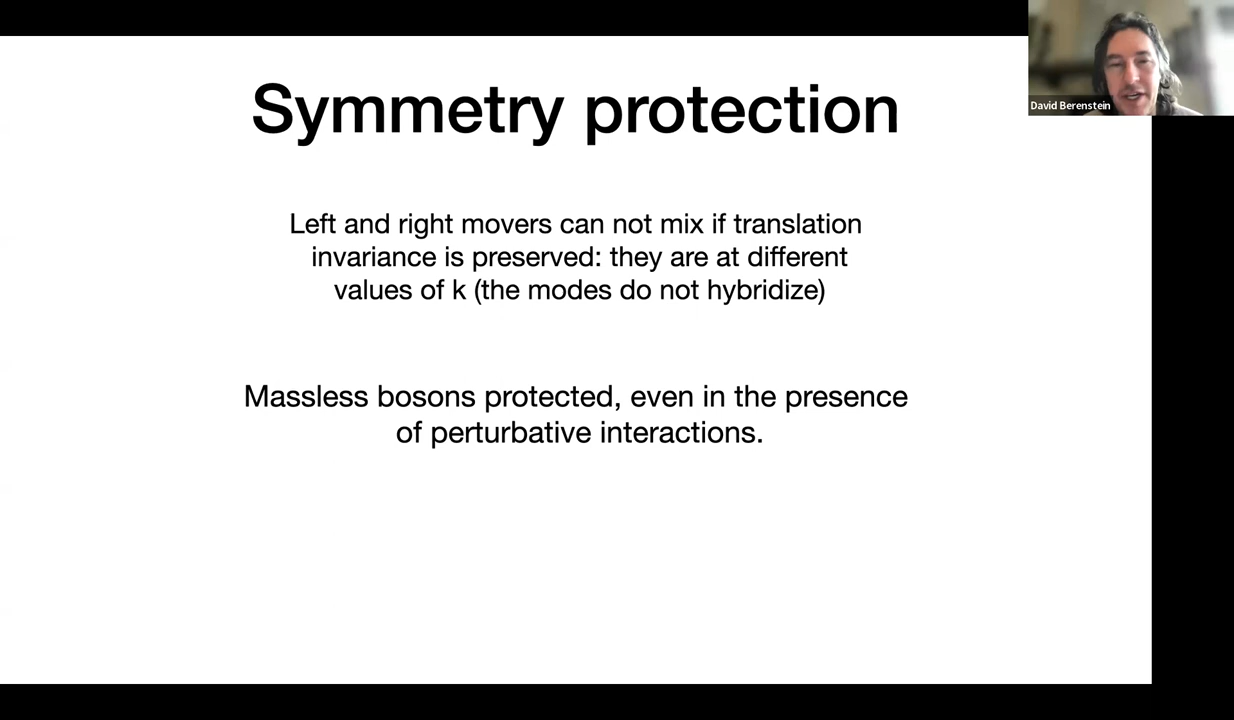 Symmetry protection
David Berenstein
Left and right movers can not mix if translation
invariance is preserved: they are at different
values of k (the modes do not hybridize)
Massless bosons protected, even in the presence
of perturbative interactions.